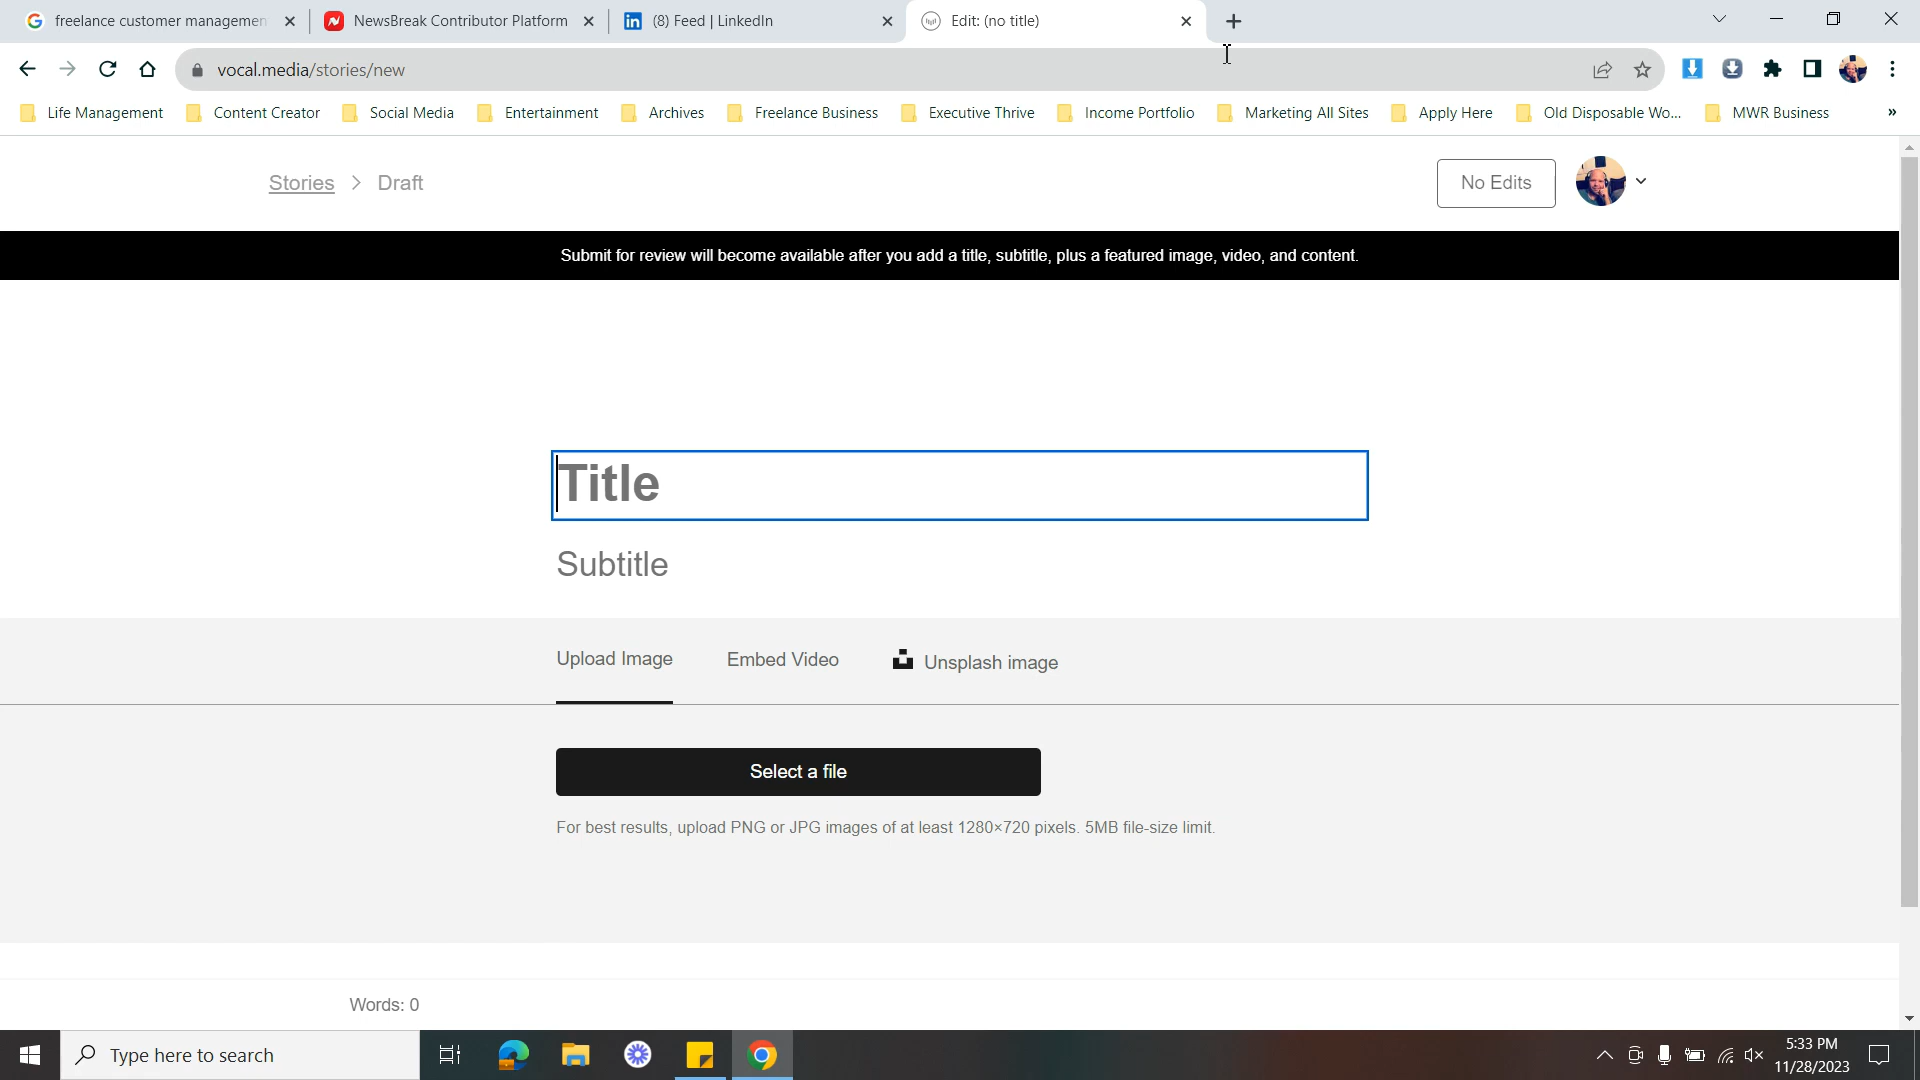 freelance customer managemen
NewsBreak Contributor Platform
(8) Feed | LinkedIn
Edit: (no title)
vocal.media/stories/new
Life Management
Content Creator
Social Media
Entertainment
Archives
Freelance Business
Executive Thrive
Income Portfolio
Marketing All Sites
Apply Here
Old Disposable Wo...
MWR Business
»
Stories > Draft
No Edits
Submit for review will become available after you add a title, subtitle, plus a featured image, video, and content.
Title
Subtitle
Upload Image
Embed Video
Unsplash image
Select a file
For best results, upload PNG or JPG images of at least 1280×720 pixels. 5MB file-size limit.
Words: 0
Type here to search
5:33 PM
11/28/2023